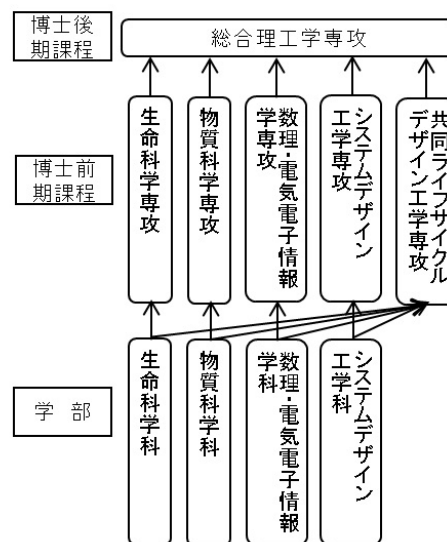 博士後
期課程
総合理工学専攻
博士前
期課程
生命科学専攻
物質科学専攻
数理・電気電子情報
学専攻
システムデザイン
工学専攻
共同ライフサイクル
デザイン工学専攻
学 部
生命科学科
物質科学科
数理・電気電子情報
学科
システムデザイン
工学科